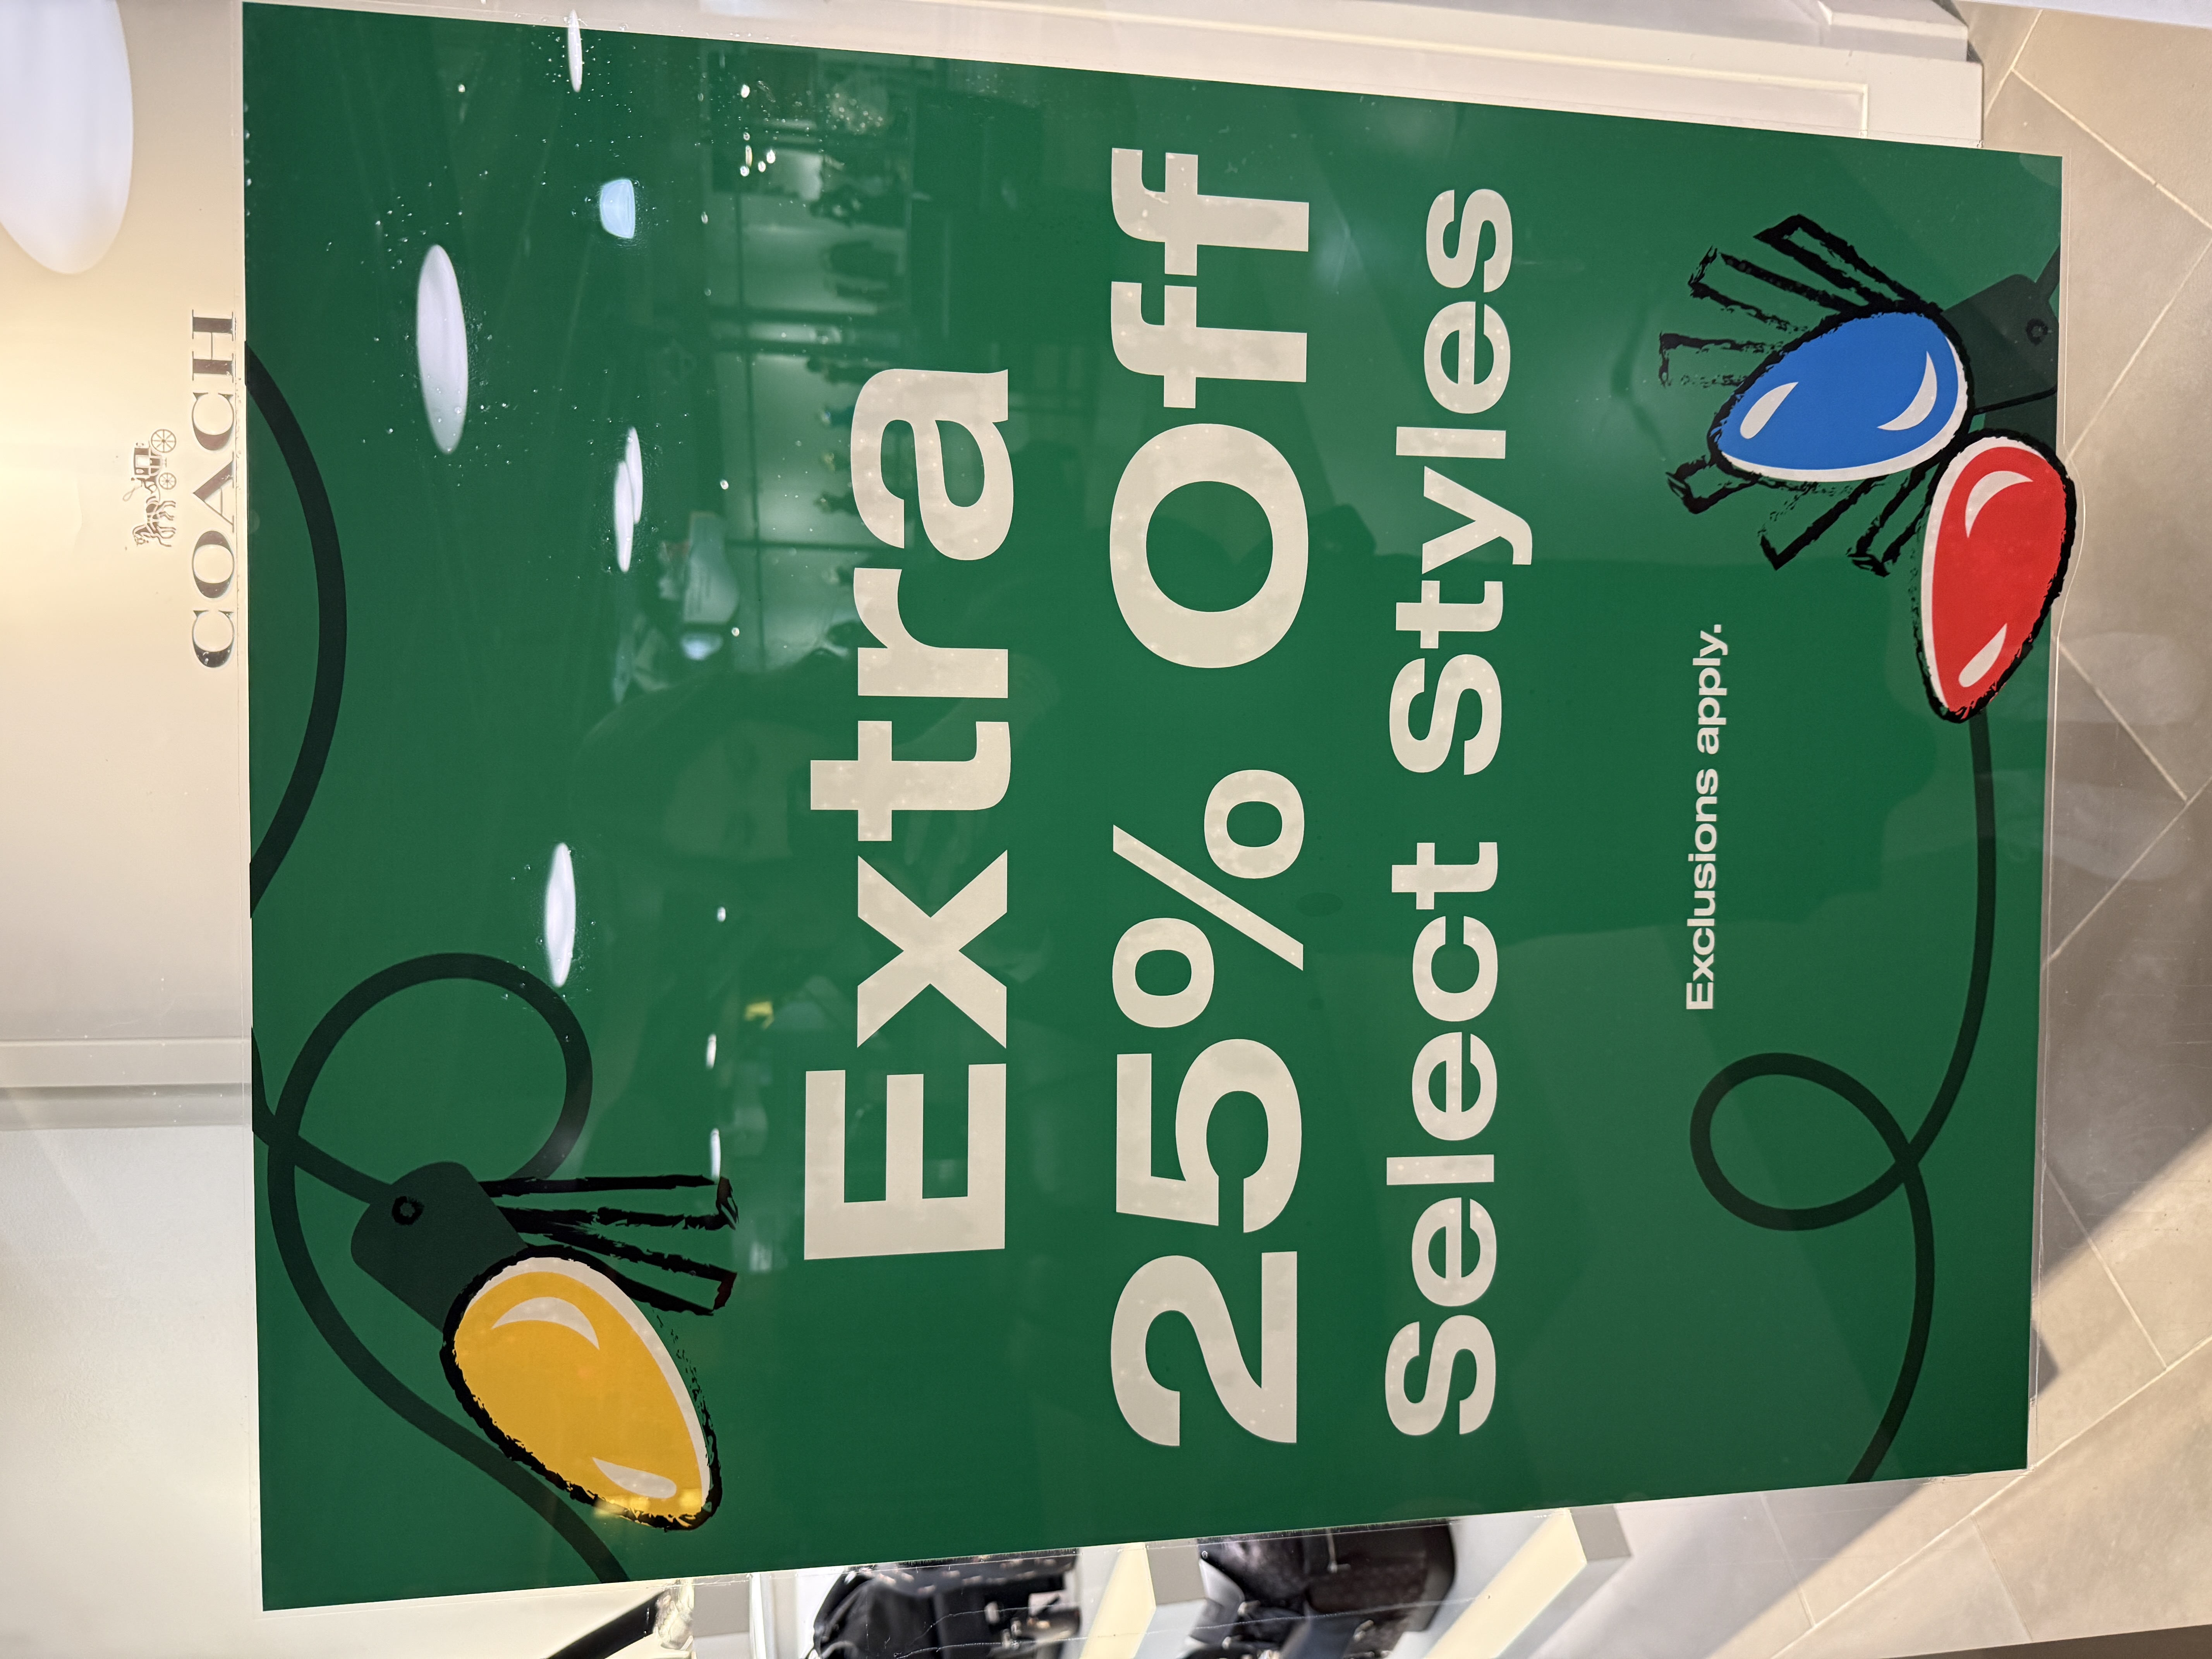 COACH
Extra
25% Off
Select Styles
Exclusions apply.